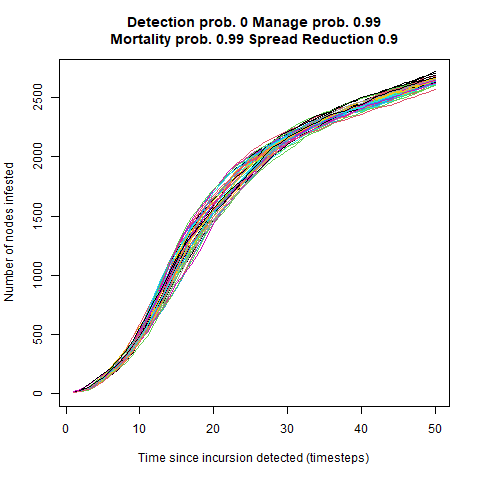 Detection prob. 0 Manage prob. 0.99
Mortality prob. 0.99 Spread Reduction 0.9
Number of nodes infested
2500
2000
1500
1000
500
0
0 10 20 30 40 50
Time since incursion detected (timesteps)